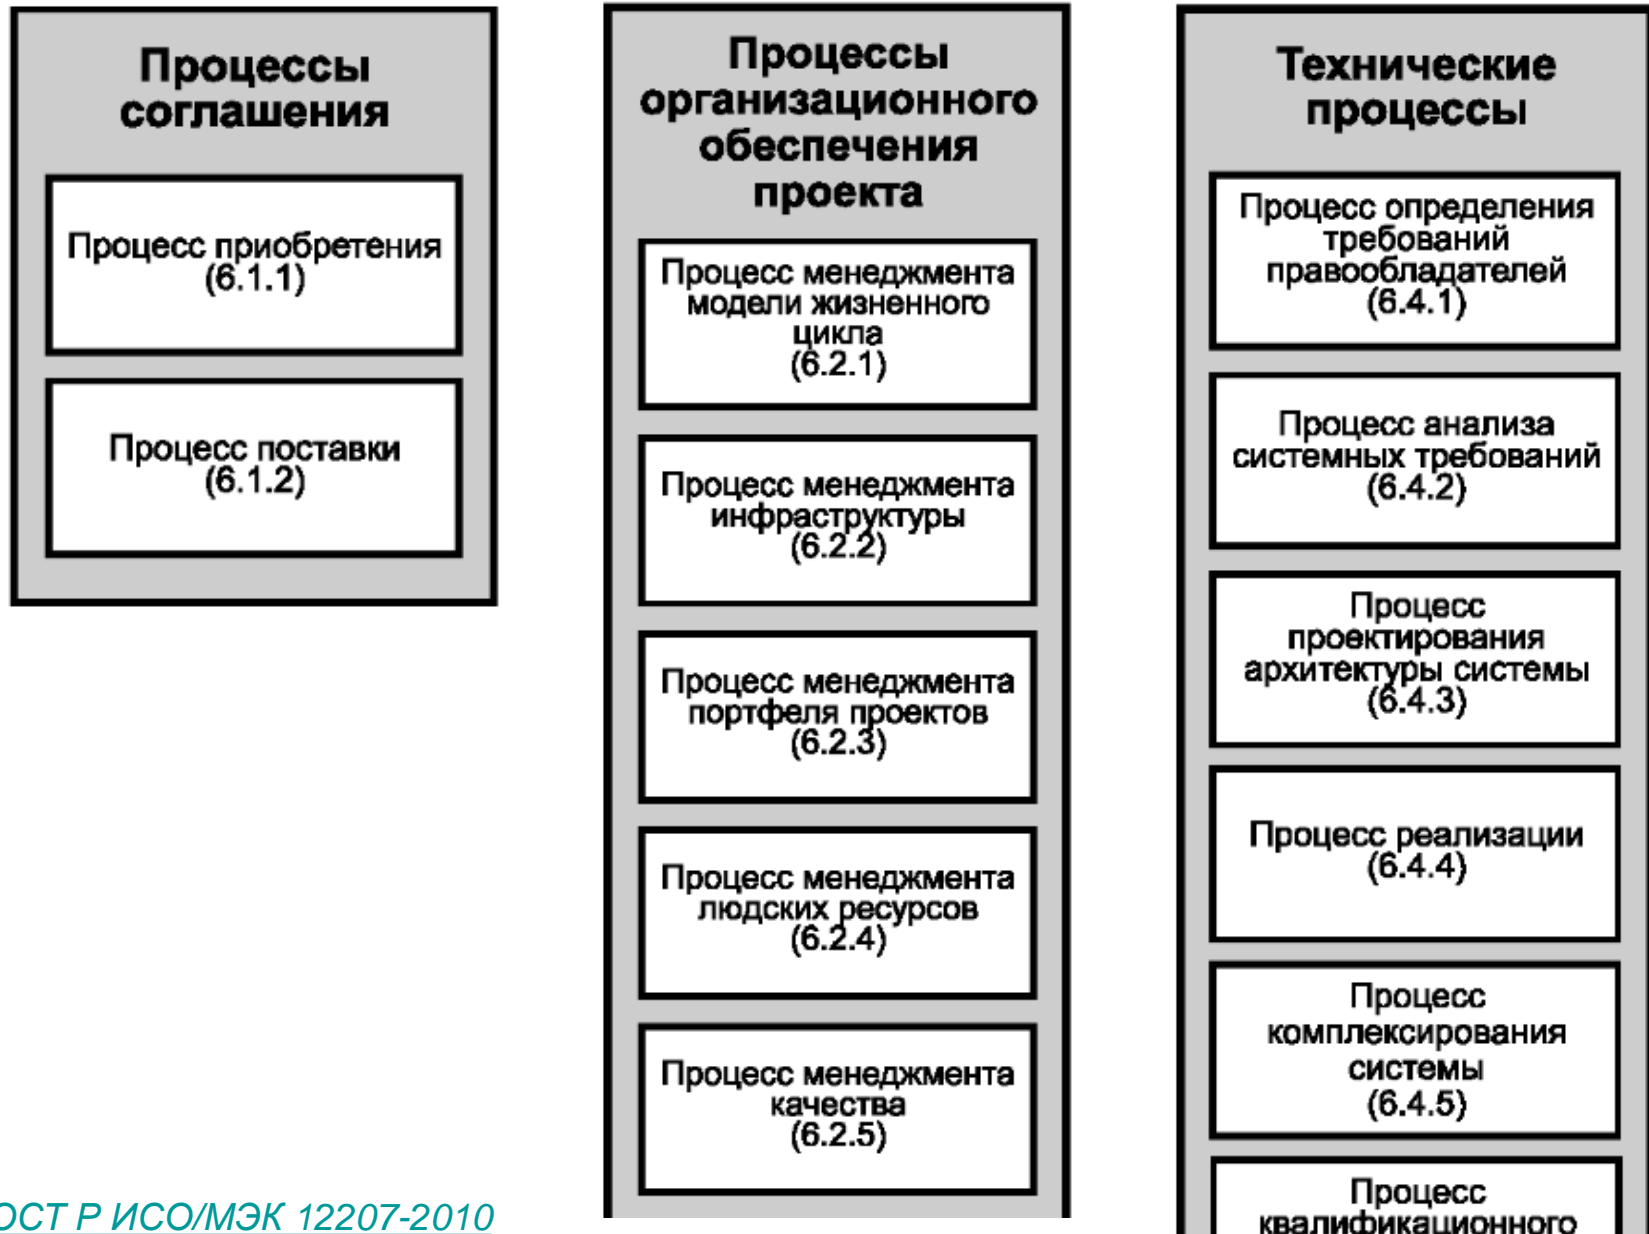 Процессы
соглашения
Процесс приобретения
(6.1.1)
Процесс поставки
(6.1.2)
Процессы
организационного
обеспечения
проекта
Процесс менеджмента
модели жизненного
цикла
(6.2.1)
Процесс менеджмента
инфраструктуры
(6.2.2)
Процесс менеджмента
портфеля проектов
(6.2.3)
Процесс менеджмента
людских ресурсов
(6.2.4)
Процесс менеджмента
качества
(6.2.5)
Технические
процессы
Процесс определения
требований
правообладателей
(6.4.1)
Процесс анализа
системных требований
(6.4.2)
Процесс
проектирования
архитектуры системы
(6.4.3)
Процесс реализации
(6.4.4)
Процесс
комплексирования
системы
(6.4.5)
Процесс
квалификационного
ОСТ Р ИСО/МЭК 12207-2010